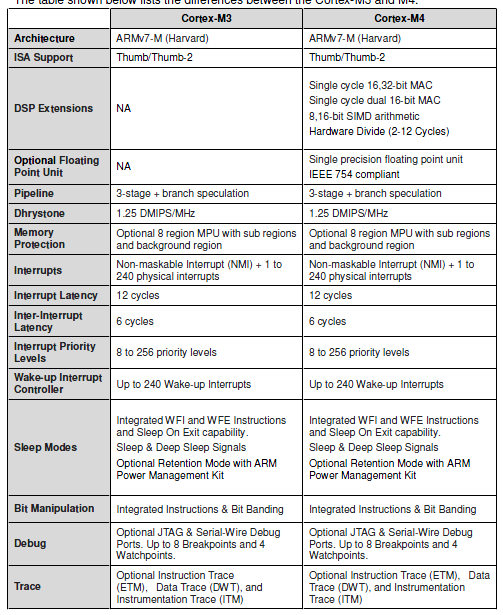 The table shown below lists the differences between the Cortex-M3 and M4.
Cortex-M3 Cortex-M4
Architecture ARMv7-M (Harvard) ARMv7-M (Harvard)
ISA Support Thumb/Thumb-2 Thumb/Thumb-2
DSP Extensions NA Single cycle 16,32-bit MAC
Single cycle dual 16-bit MAC
8,16-bit SIMD arithmetic
Hardware Divide (2-12 Cycles)
Optional Floating Point Unit NA Single precision floating point unit
IEEE 754 compliant
Pipeline 3-stage + branch speculation 3-stage + branch speculation
Dhrystone 1.25 DMIPS/MHz 1.25 DMIPS/MHz
Memory Protection Optional 8 region MPU with sub regions and background region Optional 8 region MPU with sub regions and background region
Interrupts Non-maskable Interrupt (NMI) + 1 to 240 physical interrupts Non-maskable Interrupt (NMI) + 1 to 240 physical interrupts
Interrupt Latency 12 cycles 12 cycles
Inter-Interrupt Latency 6 cycles 6 cycles
Interrupt Priority Levels 8 to 256 priority levels 8 to 256 priority levels
Wake-up Interrupt Controller Up to 240 Wake-up Interrupts Up to 240 Wake-up Interrupts
Sleep Modes
Integrated WFI and WFE Instructions and Sleep On Exit capability.
Sleep & Deep Sleep Signals
Optional Retention Mode with ARM Power Management Kit
Integrated WFI and WFE Instructions and Sleep On Exit capability.
Sleep & Deep Sleep Signals
Optional Retention Mode with ARM Power Management Kit
Bit Manipulation Integrated Instructions & Bit Banding Integrated Instructions & Bit Banding
Debug Optional JTAG & Serial-Wire Debug Ports. Up to 8 Breakpoints and 4 Watchpoints. Optional JTAG & Serial-Wire Debug Ports. Up to 8 Breakpoints and 4 Watchpoints.
Trace Optional Instruction Trace (ETM), Data Trace (DWT), and Instrumentation Trace (ITM) Optional Instruction Trace (ETM), Data Trace (DWT), and Instrumentation Trace (ITM)